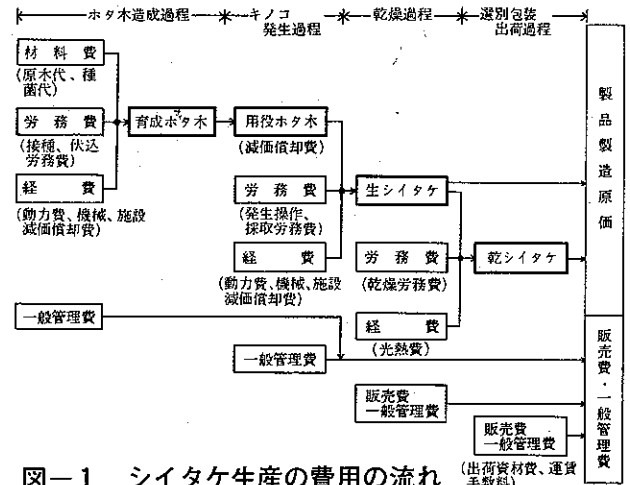 ホタ木造成過程
キノコ
発生過程
乾燥過程
選別包装
出荷過程
材料費
(原木代、種
菌代)
労務費
(接種、伏込
労務費)
経費
(動力費、機械、施設
減価償却費)
育成ホタ木
用役ホタ木
(減価償却費)
労務費
(発生操作、
採取労務費)
経費
(動力費、機械、施設
減価償却費)
生シイタケ
労務費
(乾燥労務費)
経費
(光熱費)
乾シイタケ
製品製造原価
一般管理費
一般管理費
販売費
一般管理費
販売費
一般管理費
(出荷資材費、運賃
手数料)
販売費・一般管理費
図-1 シイタケ生産の費用の流れ